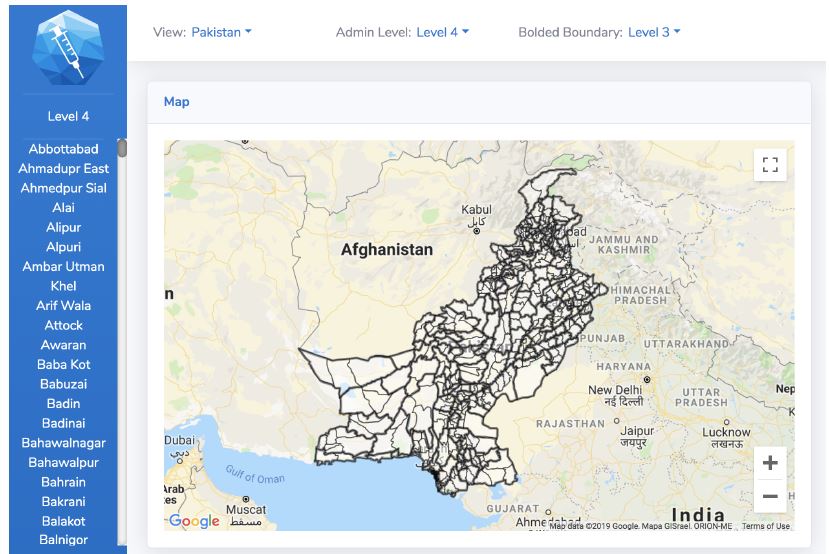 View: Pakistan
Admin Level: Level 4
Bolded Boundary: Level 3
Level 4
Abbottabad
Ahmadupr East
Ahmedpur Sial
Alai
Alipur
Alpuri
Ambar Utman
Khel
Arif Wala
Attock
Awaran
Baba Kot
Babuzai
Badin
Badinai
Bahawalnagar
Bahawalpur
Bahrain
Bakrani
Balakot
Balnigor
Map
Kabul
کابل
Afghanistan
JAMMU AND
KASHMIR
HIMACHAL
PRADESH
PUNJAB
UTTARAKHAND
HARYANA
New Delhi
नई दिल्ली
UTTAR
PRADESH
Nep
RAJASTHAN
Jaipur
जयपुर
Lucknow
लखनऊ
Dubai
دبي
Gulf of Oman
Arab
tes
Muscat
مسقط
GUJARAT
Ahme
India
Google
Map data ©2019 Google. Mapa GISrael. ORION-ME
Terms of Use